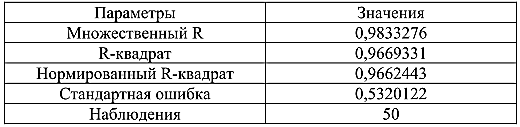 Параметры Значения
Множественный R 0,9833276
R-квадрат 0,9669331
Нормированный R-квадрат 0,9662443
Стандартная ошибка 0,5320122
Наблюдения 50